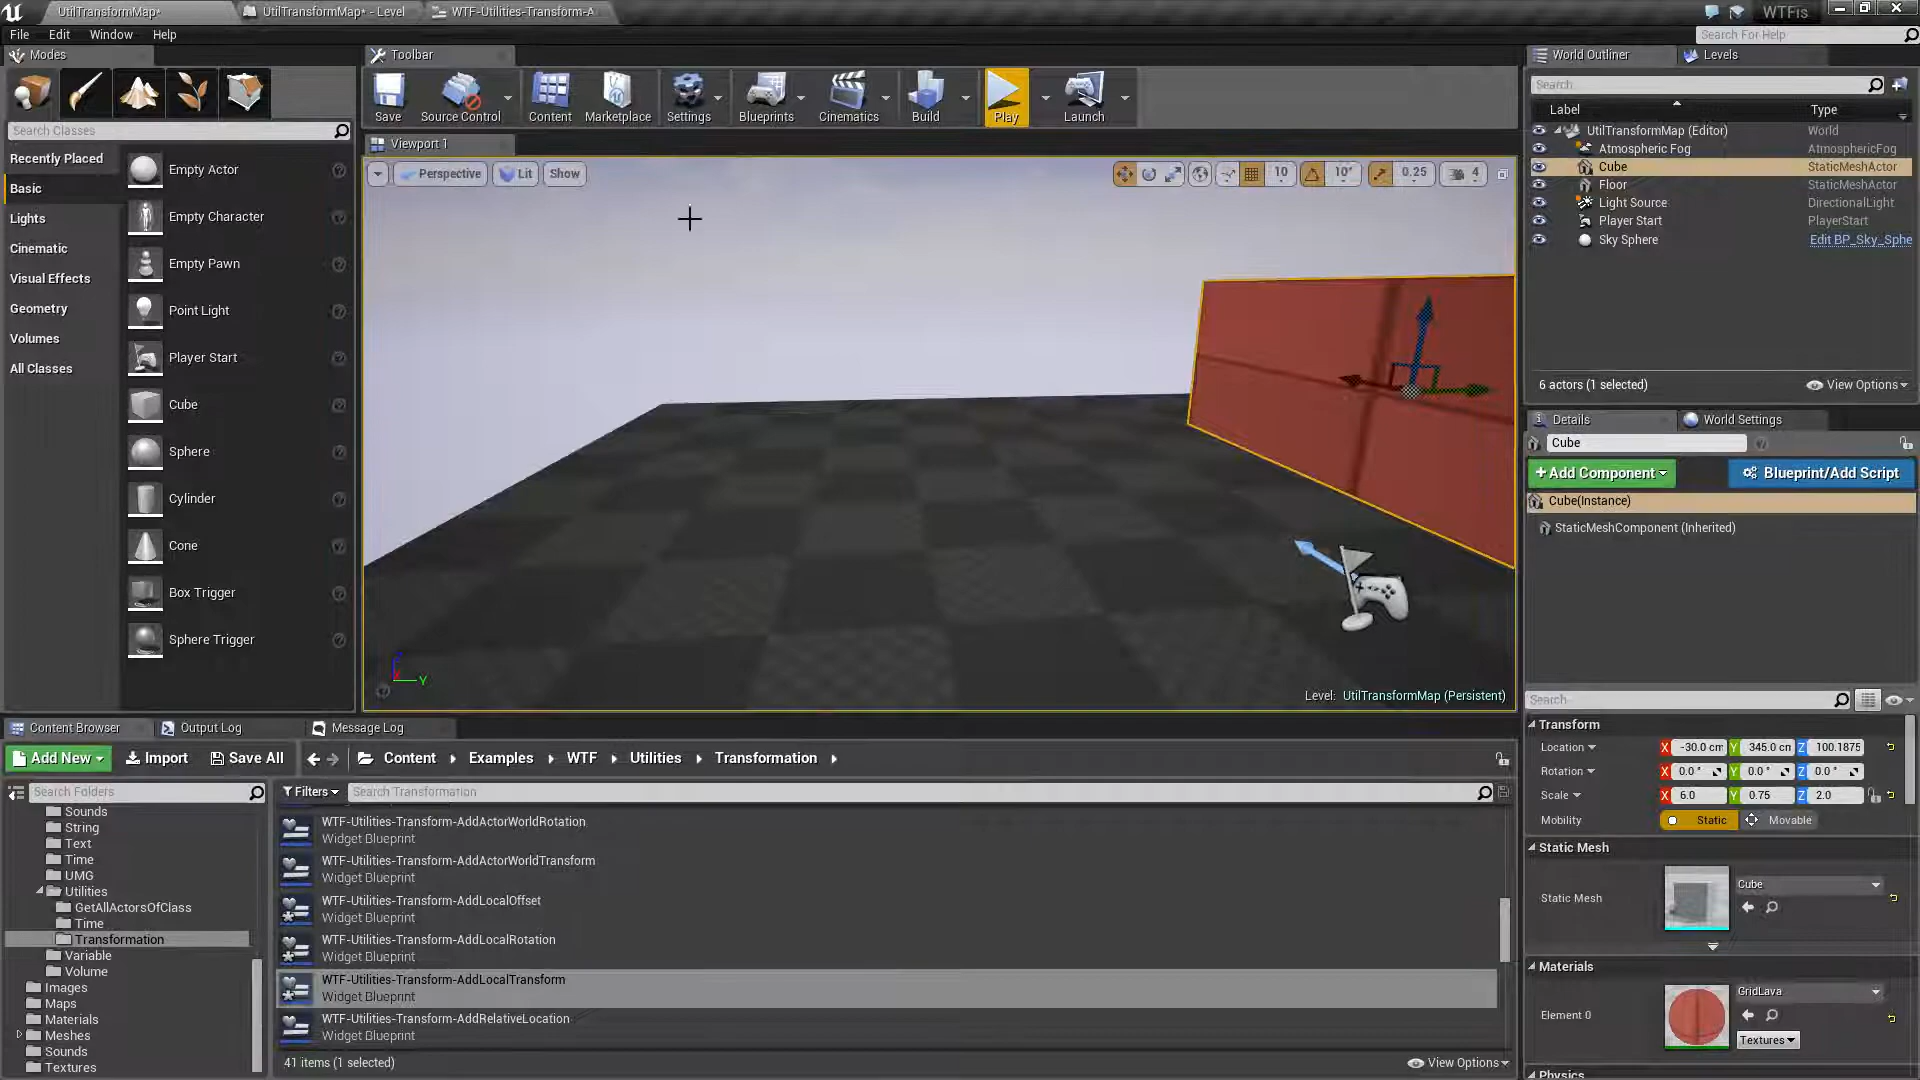 UtilTransformMap*
UtilTransformMap* - Level
WTF-Utilities-Transform-A
WTFis
File Edit Window Help
Search For Help
Modes
Toolbar
World Outliner
Levels
Save
Source Control
Content
Marketplace
Settings
Blueprints
Cinematics
Build
Play
Launch
Search
Label
Type
Search Classes
Viewport 1
UtilTransformMap (Editor) World
Atmospheric Fog AtmosphericFog
Cube StaticMeshActor
Floor StaticMeshActor
Light Source DirectionalLight
Player Start PlayerStart
Sky Sphere Edit BP_Sky_Sphe
Recently Placed
Basic
Lights
Cinematic
Visual Effects
Geometry
Volumes
All Classes
Empty Actor
Empty Character
Empty Pawn
Point Light
Player Start
Cube
Sphere
Cylinder
Cone
Box Trigger
Sphere Trigger
Perspective
Lit
Show
10
10°
0.25
4
Y
Level: UtilTransformMap (Persistent)
6 actors (1 selected)
View Options
Details
World Settings
Cube
+Add Component
Blueprint/Add Script
Cube(Instance)
StaticMeshComponent (Inherited)
Search
Transform
Location X -30.0 cm Y 345.0 cm Z 100.1875
Rotation X 0.0 ° Y 0.0 ° Z 0.0 °
Scale X 6.0 Y 0.75 Z 2.0
Mobility Static Movable
Static Mesh
Static Mesh
Cube
Materials
Element 0
GridLava
Textures
Physics
Content Browser
Output Log
Message Log
Add New
Import
Save All
Content
Examples
WTF
Utilities
Transformation
Search Folders
Filters
Search Transformation
Sounds
String
Text
Time
UMG
Utilities
GetAllActorsOfClass
Time
Transformation
Variable
Volume
Images
Maps
Materials
Meshes
Sounds
Textures
WTF-Utilities-Transform-AddActorWorldRotation
Widget Blueprint
WTF-Utilities-Transform-AddActorWorldTransform
Widget Blueprint
WTF-Utilities-Transform-AddLocalOffset
Widget Blueprint
WTF-Utilities-Transform-AddLocalRotation
Widget Blueprint
WTF-Utilities-Transform-AddLocalTransform
Widget Blueprint
WTF-Utilities-Transform-AddRelativeLocation
Widget Blueprint
41 items (1 selected)
View Options